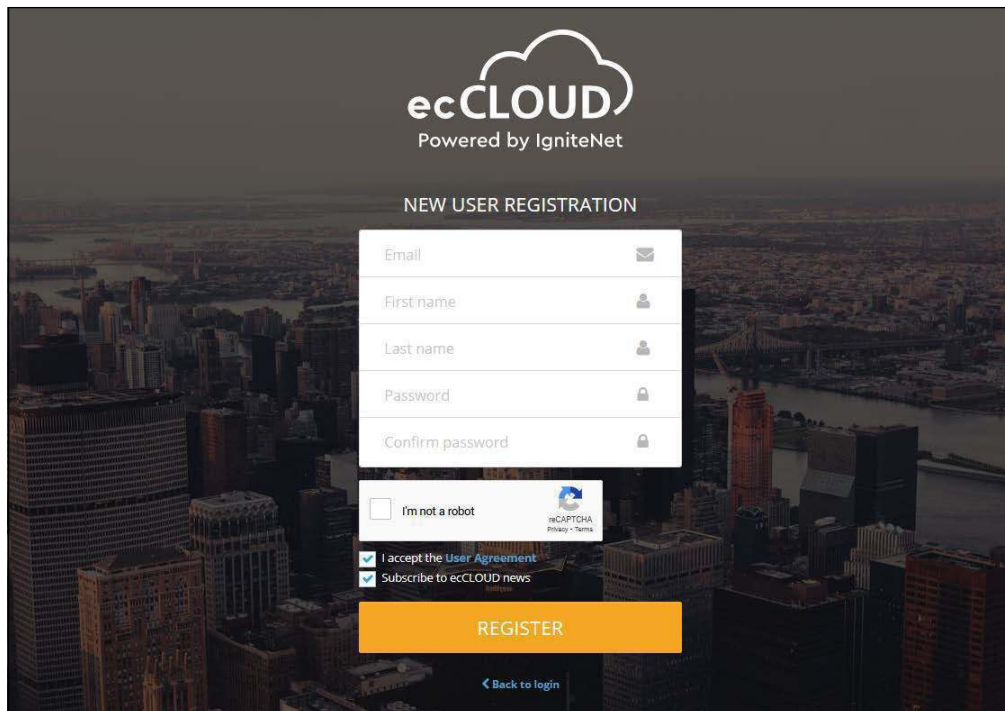 ecCLOUD
Powered by IgniteNet
NEW USER REGISTRATION
Email
First name
Last name
Password
Confirm password
I'm not a robot
reCAPTCHA
Privacy - Terms
I accept the User Agreement
Subscribe to ecCLOUD news
REGISTER
Back to login